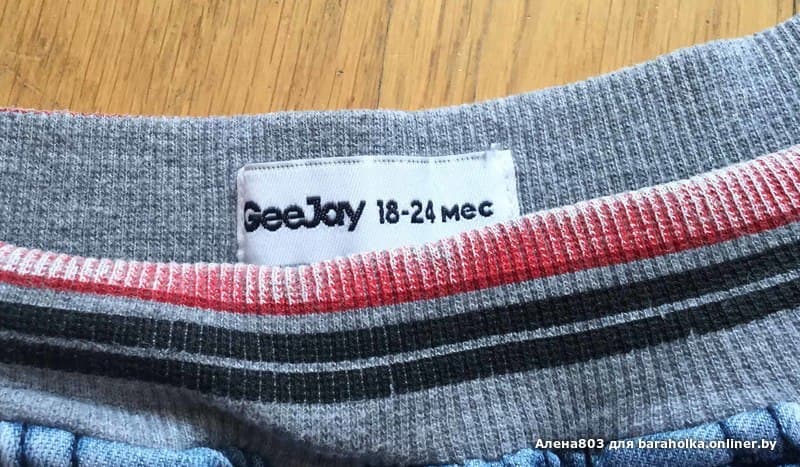 GeeJay 18-24 мес
Алена803 для baraholka.onliner.by